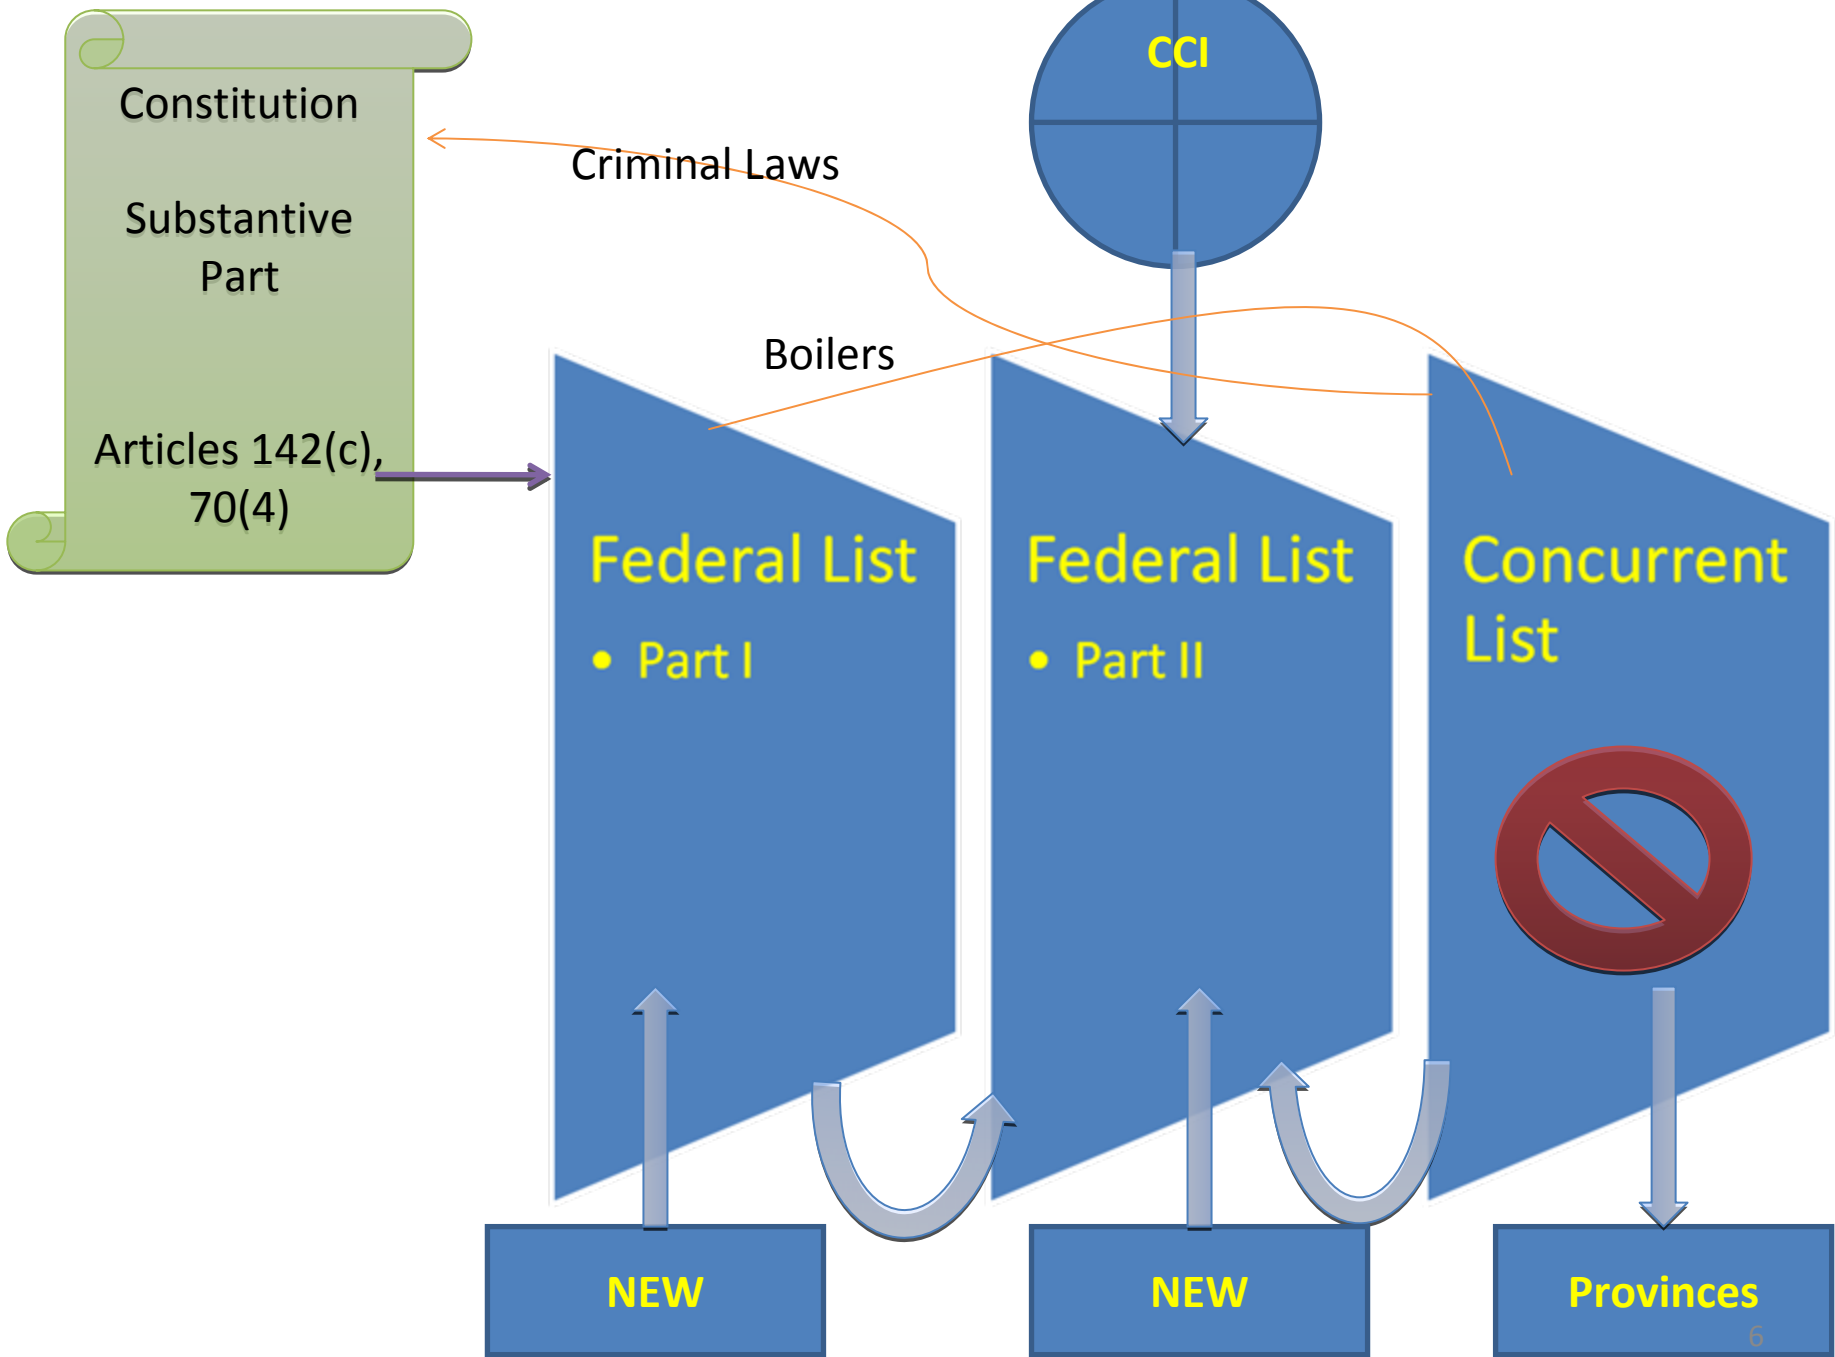 CCI
Constitution
Substantive
Part
Articles 142(c),
70(4)
Criminal Laws
Boilers
Federal List
• Part I
Federal List
• Part II
Concurrent
List
NEW
NEW
Provinces
6